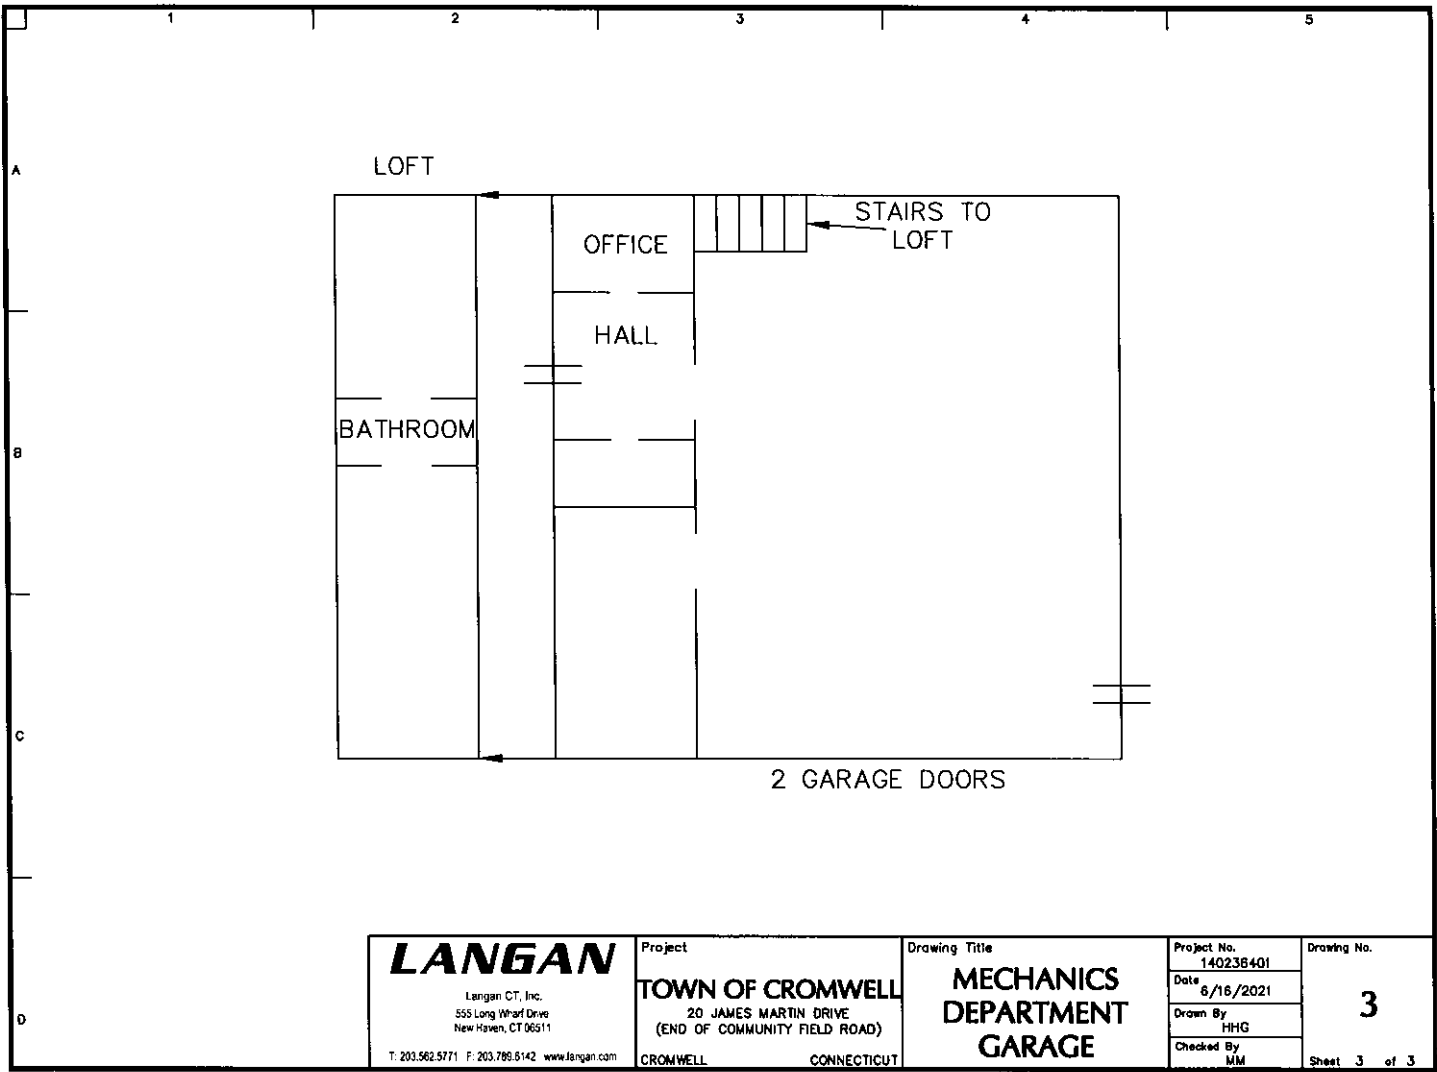 1 2 3 4 5
A
LOFT
STAIRS TO
LOFT
OFFICE
HALL
BATHROOM
B
C
2 GARAGE DOORS
D
LANGAN
Langan CT, Inc.
555 Long Wharf Drive
New Haven, CT 06511
T: 203.562.5771 F: 203.789.6142 www.langan.com
Project
TOWN OF CROMWELL
20 JAMES MARTIN DRIVE
(END OF COMMUNITY FIELD ROAD)
CROMWELL CONNECTICUT
Drawing Title
MECHANICS
DEPARTMENT
GARAGE
Project No.
140236401
Date
6/16/2021
Drawn By
HHG
Checked By
MM
Drawing No.
3
Sheet 3 of 3